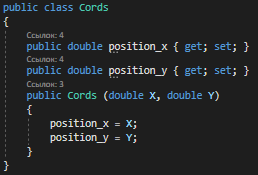 public class Cords
{
Ссылок: 4
public double position_x { get; set; }
Ссылок: 4
public double position_y { get; set; }
Ссылок: 3
public Cords (double X, double Y)
{
position_x = X;
position_y = Y;
}
}